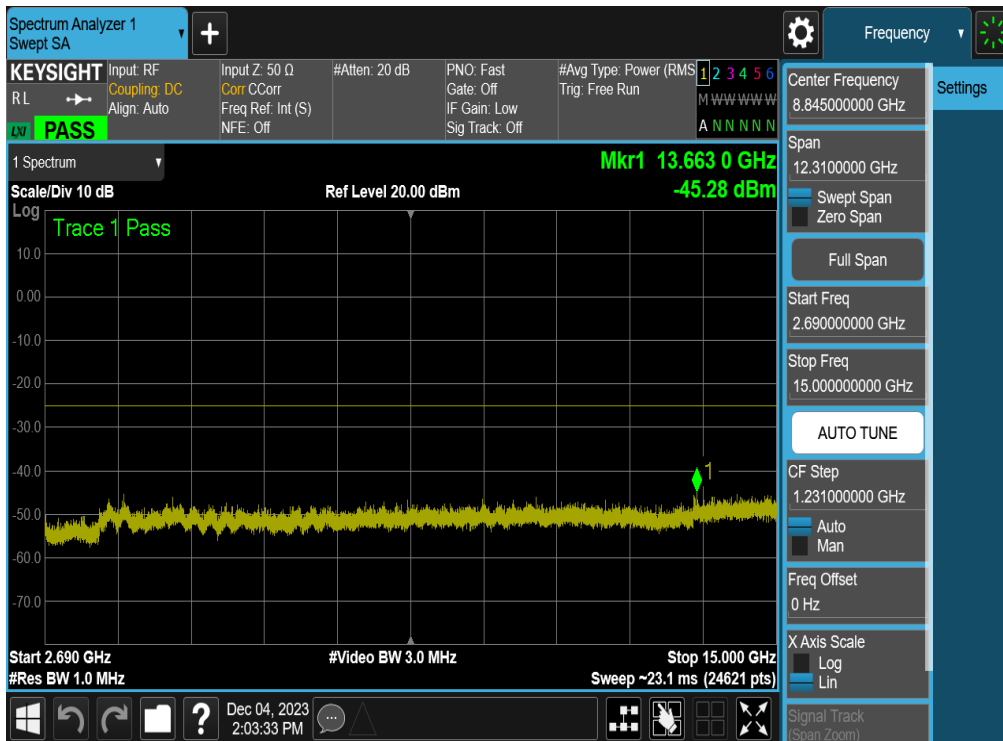 Spectrum Analyzer 1
Swept SA
+
Frequency
KEYSIGHT
R L
LXI PASS
Input: RF
Coupling: DC
Align: Auto
Input Z: 50 Ω
Corr CCorr
Freq Ref: Int (S)
NFE: Off
#Atten: 20 dB
PNO: Fast
Gate: Off
IF Gain: Low
Sig Track: Off
#Avg Type: Power (RMS
Trig: Free Run
1 2 3 4 5 6
M W W W W W
A N N N N N
1 Spectrum
Mkr1 13.663 0 GHz
-45.28 dBm
Scale/Div 10 dB
Ref Level 20.00 dBm
Log
Trace 1 Pass
10.0
0.00
-10.0
-20.0
-30.0
-40.0
-50.0
-60.0
-70.0
1
Start 2.690 GHz
#Video BW 3.0 MHz
Stop 15.000 GHz
#Res BW 1.0 MHz
Sweep ~23.1 ms (24621 pts)
Center Frequency
8.845000000 GHz
Span
12.3100000 GHz
Swept Span
Zero Span
Full Span
Start Freq
2.690000000 GHz
Stop Freq
15.000000000 GHz
AUTO TUNE
CF Step
1.231000000 GHz
Auto
Man
Freq Offset
0 Hz
X Axis Scale
Log
Lin
Signal Track
(Span Zoom)
Settings
?
Dec 04, 2023
2:03:33 PM